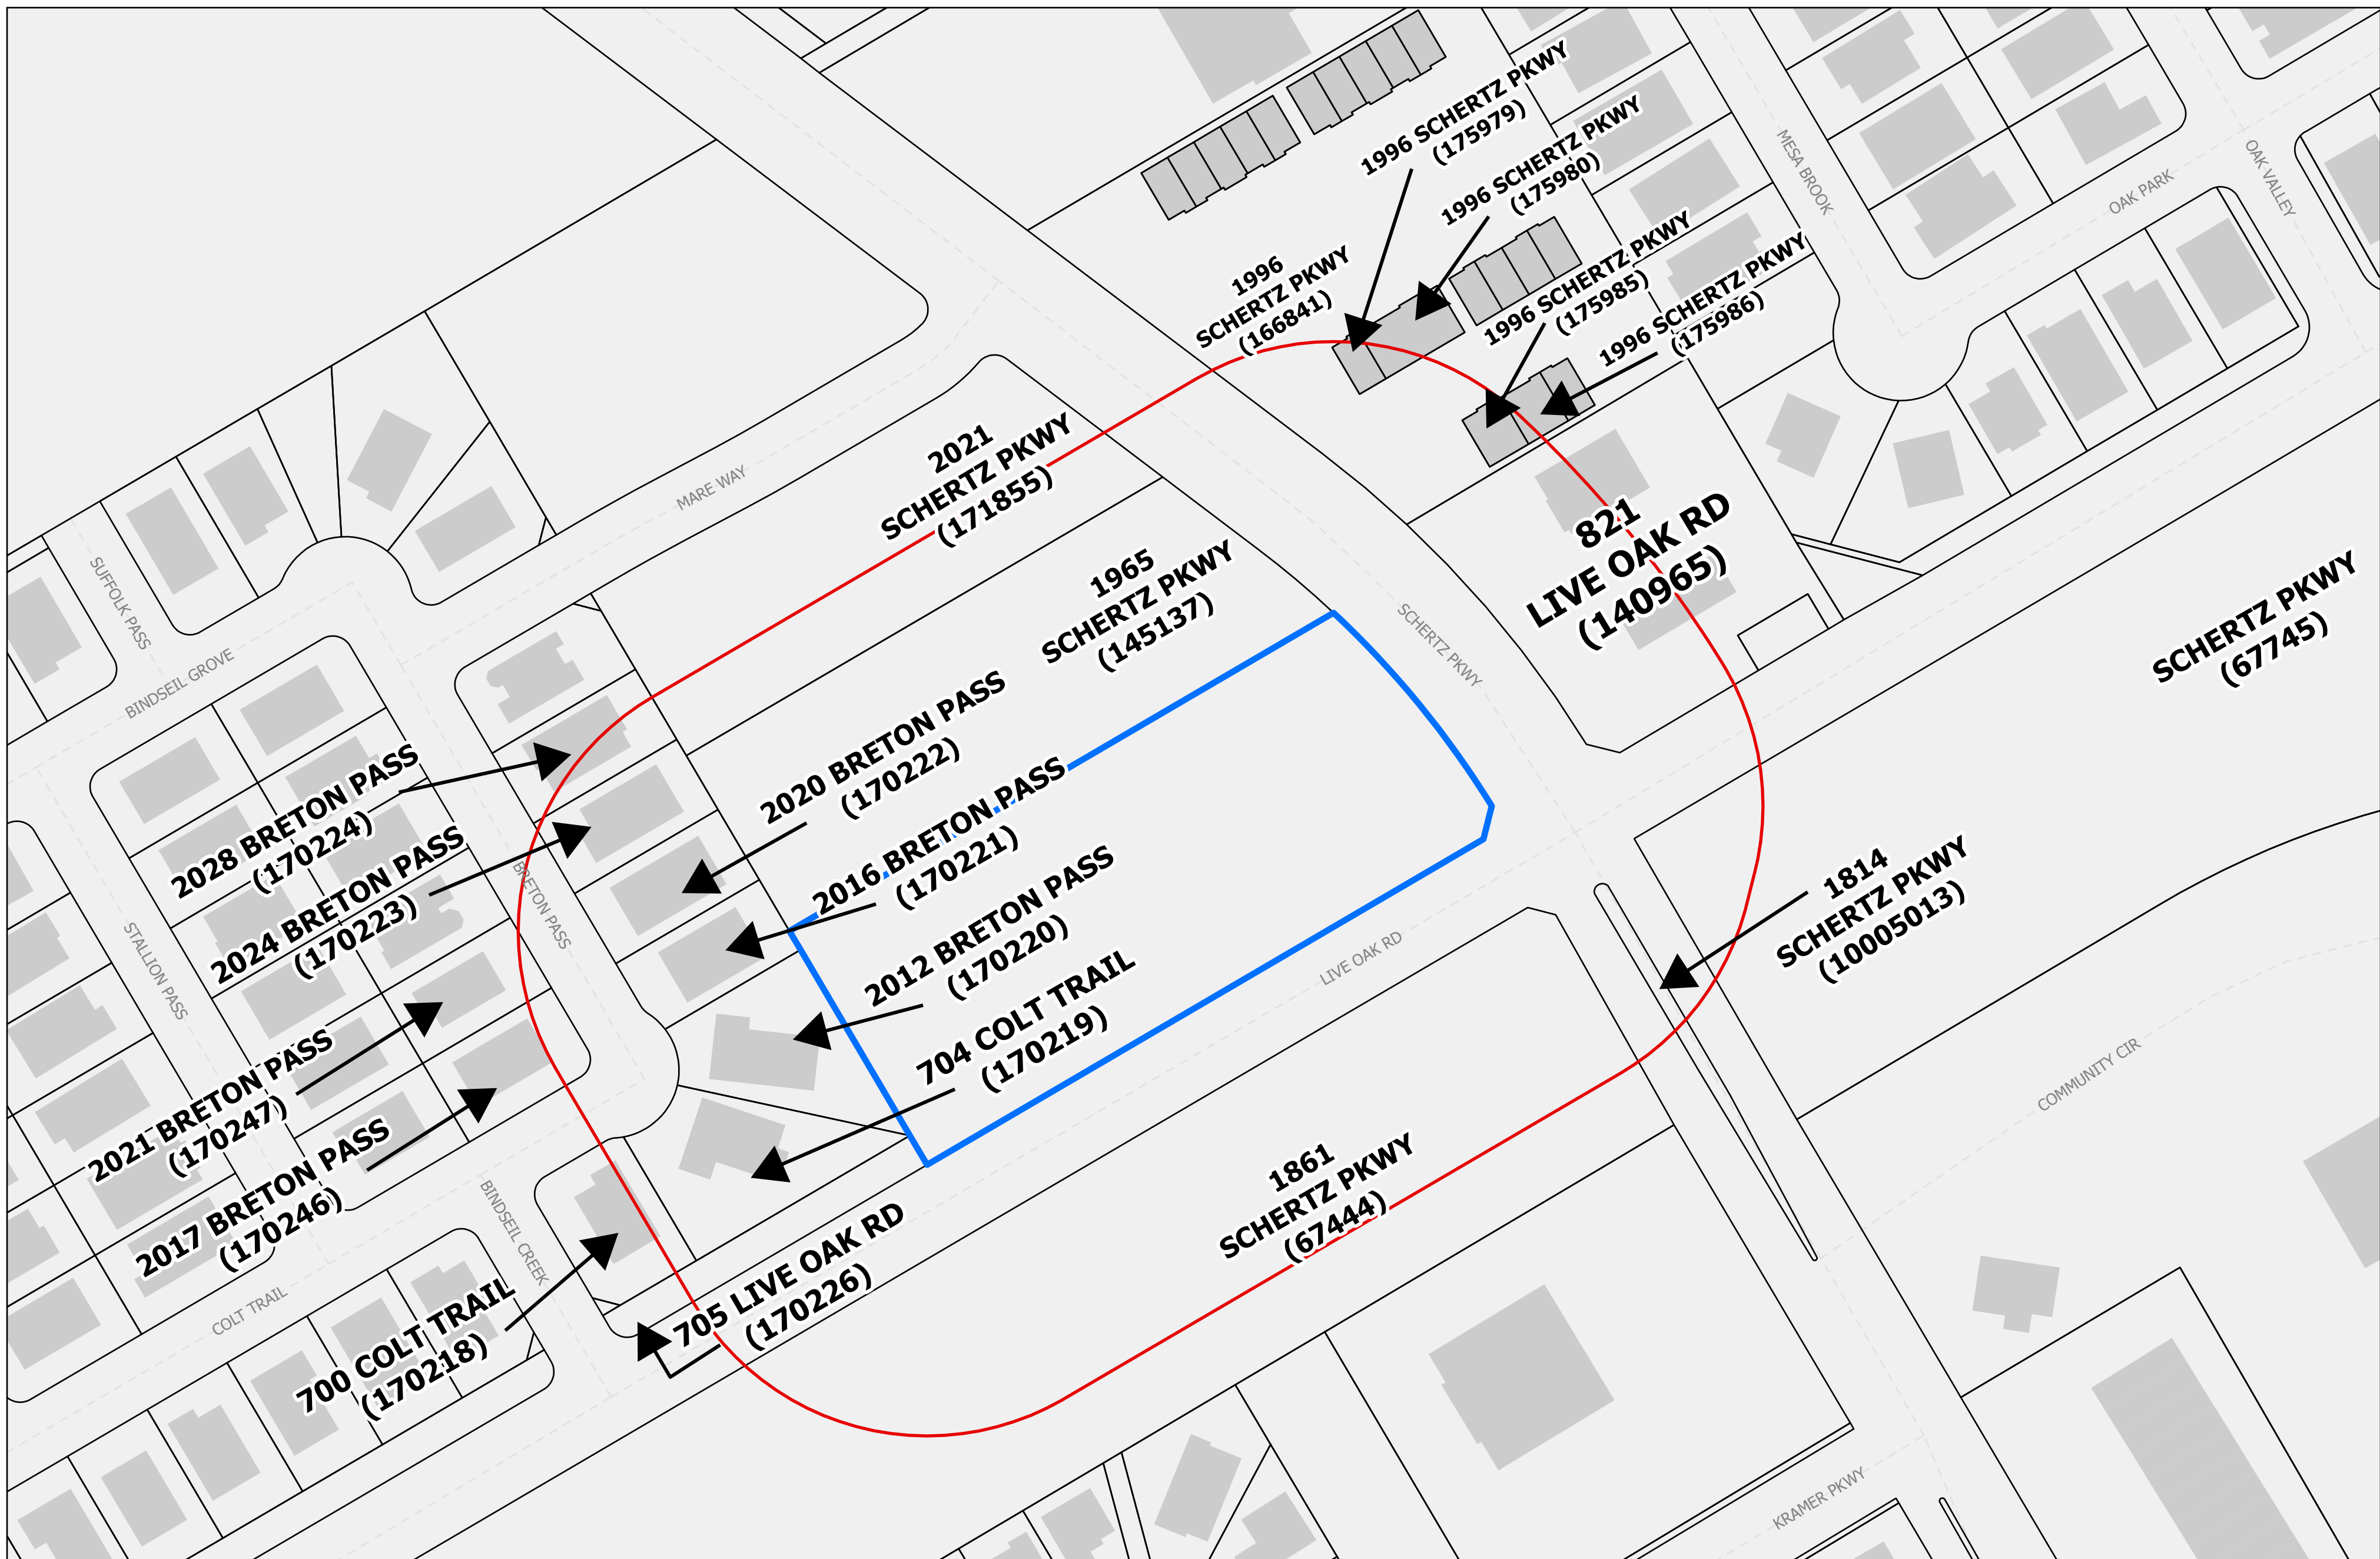 1996 SCHERTZ PKWY
(175979)
1996 SCHERTZ PKWY
(175980)
MESA BROOK
OAK VALLEY
OAK PARK
1996
SCHERTZ PKWY
(166841)
1996 SCHERTZ PKWY
(175985)
1996 SCHERTZ PKWY
(175986)
2021
SCHERTZ PKWY
(171855)
MARE WAY
821
LIVE OAK RD
(140965)
SUFFOLK PASS
BINDSEIL GROVE
1965
SCHERTZ PKWY
(145137)
SCHERTZ PKWY
SCHERTZ PKWY
(67745)
2028 BRETON PASS
(170224)
2020 BRETON PASS
(170222)
2024 BRETON PASS
(170223)
2016 BRETON PASS
(170221)
BRETON PASS
STALLION PASS
2012 BRETON PASS
(170220)
1814
SCHERTZ PKWY
(10005013)
LIVE OAK RD
704 COLT TRAIL
(170219)
COMMUNITY CIR
2021 BRETON PASS
(170247)
2017 BRETON PASS
(170246)
BINDSEIL CREEK
1861
SCHERTZ PKWY
(67444)
705 LIVE OAK RD
(170226)
COLT TRAIL
700 COLT TRAIL
(170218)
KRAMER PKWY